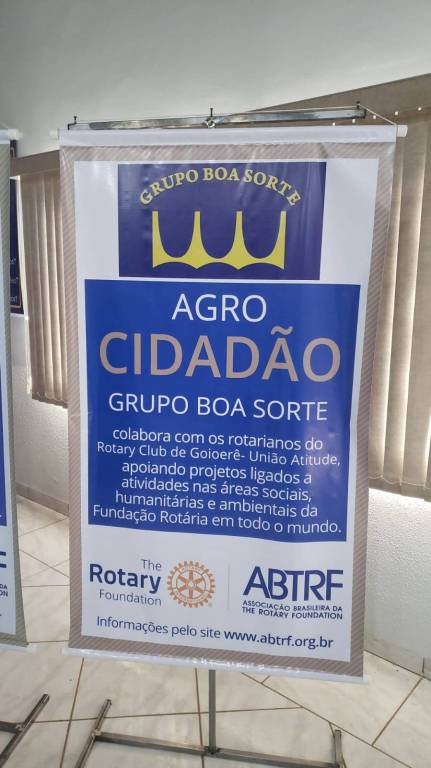 GRUPO BOA SORTE
AGRO
CIDADÃO
GRUPO BOA SORTE
colabora com os rotarianos do
Rotary Club de Goioerê- União Atitude,
apoiando projetos ligados a
atividades nas áreas sociais,
humanitárias e ambientais da
Fundação Rotária em todo o mundo.
The
Rotary
Foundation
ABTRF
ASSOCIAÇÃO BRASILEIRA DA
THE ROTARY FOUNDATION
Informações pelo site www.abtrf.org.br